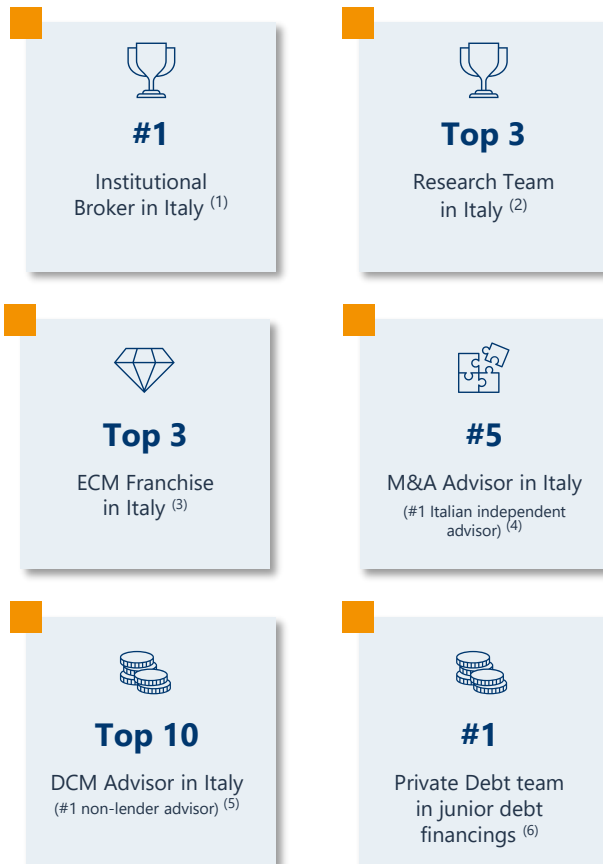 #1
Institutional
Broker in Italy (1)
Top 3
Research Team
in Italy (2)
Top 3
ECM Franchise
in Italy (3)
#5
M&A Advisor in Italy
(#1 Italian independent
advisor) (4)
Top 10
DCM Advisor in Italy
(#1 non-lender advisor) (5)
#1
Private Debt team
in junior debt
financings (6)